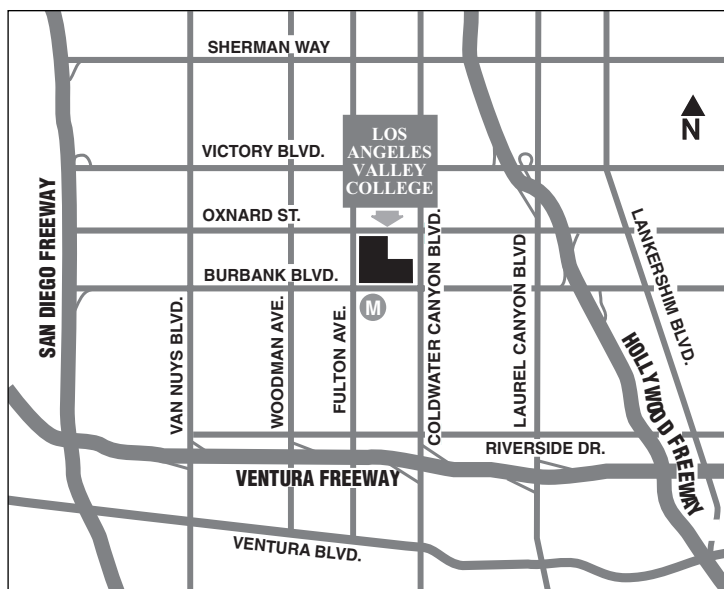 SHERMAN WAY
N
LOS
ANGELES
VALLEY
COLLEGE
VICTORY BLVD.
OXNARD ST.
BURBANK BLVD.
M
SAN DIEGO FREEWAY
VAN NUYS BLVD.
WOODMAN AVE.
FULTON AVE.
COLDWATER CANYON BLVD.
LAUREL CANYON BLVD
LANKERSHIM BLVD.
HOLLYWOOD FREEWAY
RIVERSIDE DR.
VENTURA FREEWAY
VENTURA BLVD.